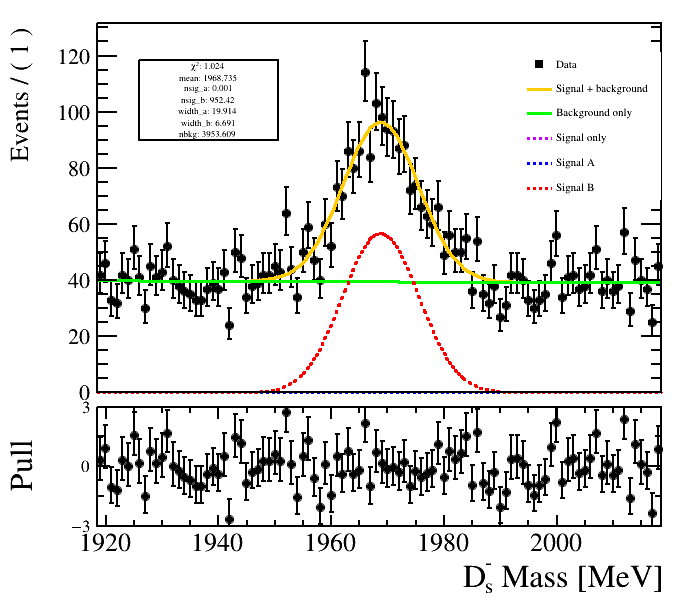 Events / ( 1 )
120
100
80
60
40
20
0
χ²: 1.024
mean: 1968.735
nsig_a: 0.001
nsig_b: 952.42
width_a: 19.914
width_b: 6.691
nbkg: 3953.609
Data
Signal + background
Background only
Signal only
Signal A
Signal B
Pull
3
0
−3
1920
1940
1960
1980
2000
D⁻ₛ Mass [MeV]